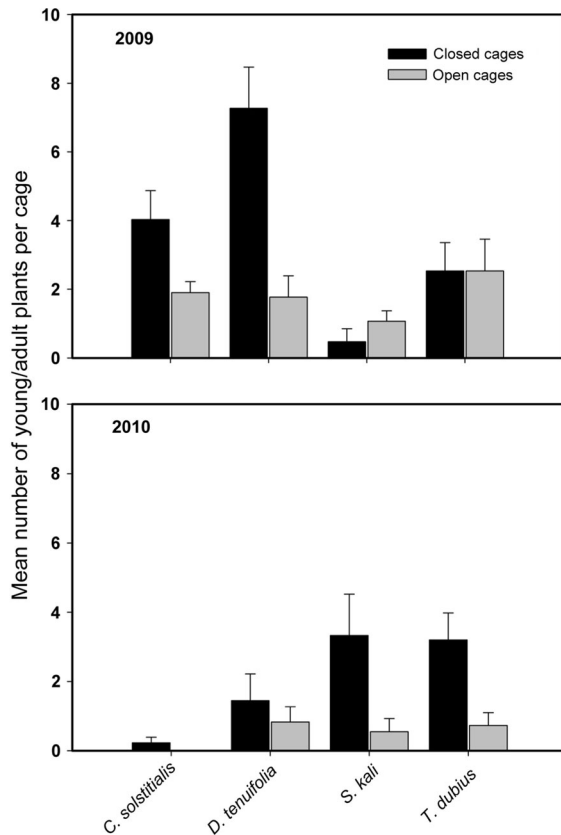 Mean number of young/adult plants per cage
10
8
6
4
2
0
2009
Closed cages
Open cages
10
8
6
4
2
0
2010
C. solstitialis
D. tenuifolia
S. kali
T. dubius